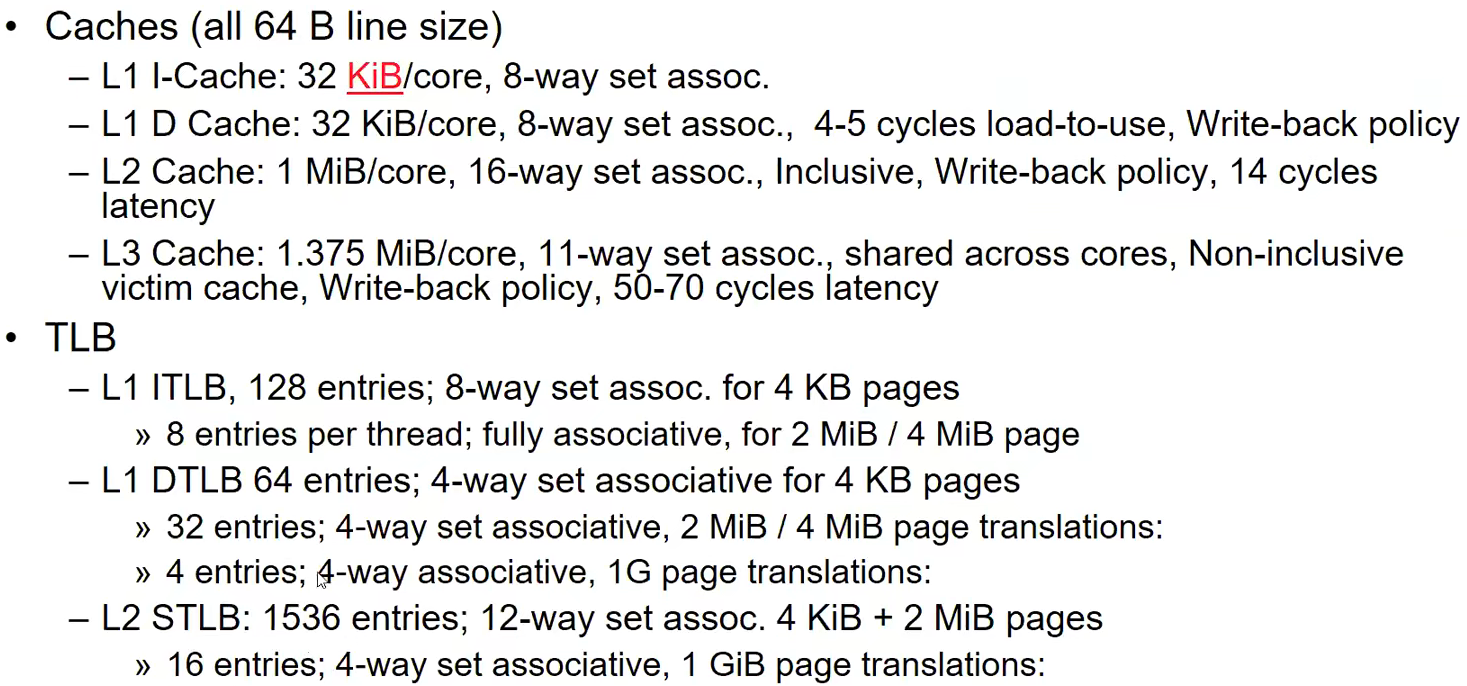 • Caches (all 64 B line size)
– L1 I-Cache: 32 KiB/core, 8-way set assoc.
– L1 D Cache: 32 KiB/core, 8-way set assoc., 4-5 cycles load-to-use, Write-back policy
– L2 Cache: 1 MiB/core, 16-way set assoc., Inclusive, Write-back policy, 14 cycles
latency
– L3 Cache: 1.375 MiB/core, 11-way set assoc., shared across cores, Non-inclusive
victim cache, Write-back policy, 50-70 cycles latency
• TLB
– L1 ITLB, 128 entries; 8-way set assoc. for 4 KB pages
» 8 entries per thread; fully associative, for 2 MiB / 4 MiB page
– L1 DTLB 64 entries; 4-way set associative for 4 KB pages
» 32 entries; 4-way set associative, 2 MiB / 4 MiB page translations:
» 4 entries; 4-way associative, 1G page translations:
– L2 STLB: 1536 entries; 12-way set assoc. 4 KiB + 2 MiB pages
» 16 entries; 4-way set associative, 1 GiB page translations: